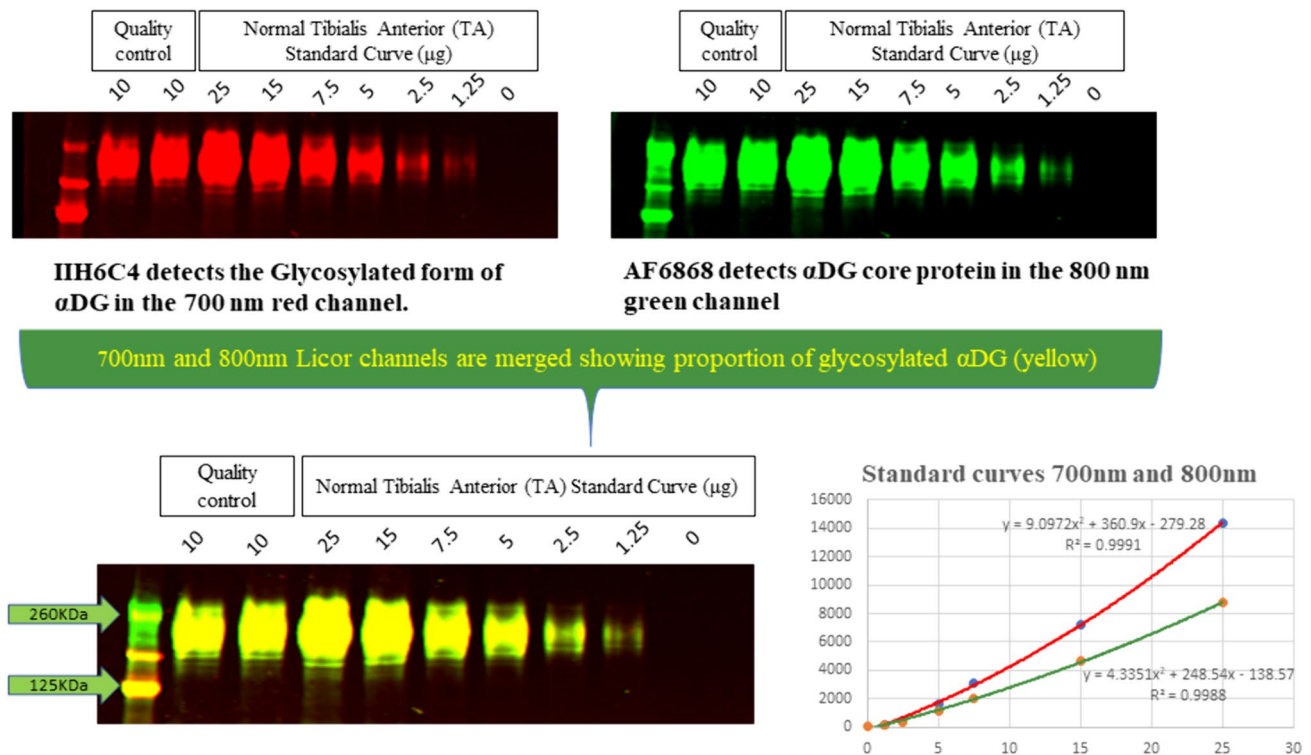 Quality
control
Normal Tibialis Anterior (TA)
Standard Curve (μg)
10 10 25 15 7.5 5 2.5 1.25 0
Quality
control
Normal Tibialis Anterior (TA)
Standard Curve (μg)
10 10 25 15 7.5 5 2.5 1.25 0
IIH6C4 detects the Glycosylated form of
αDG in the 700 nm red channel.
AF6868 detects αDG core protein in the 800 nm
green channel
700nm and 800nm Licor channels are merged showing proportion of glycosylated αDG (yellow)
Quality
control
Normal Tibialis Anterior (TA) Standard Curve (μg)
10 10 25 15 7.5 5 2.5 1.25 0
260KDa
125KDa
Standard curves 700nm and 800nm
16000
14000
12000
10000
8000
6000
4000
2000
0
y = 9.0972x² + 360.9x - 279.28
R² = 0.9991
y = 4.3351x² + 248.54x - 138.57
R² = 0.9988
0 5 10 15 20 25 30